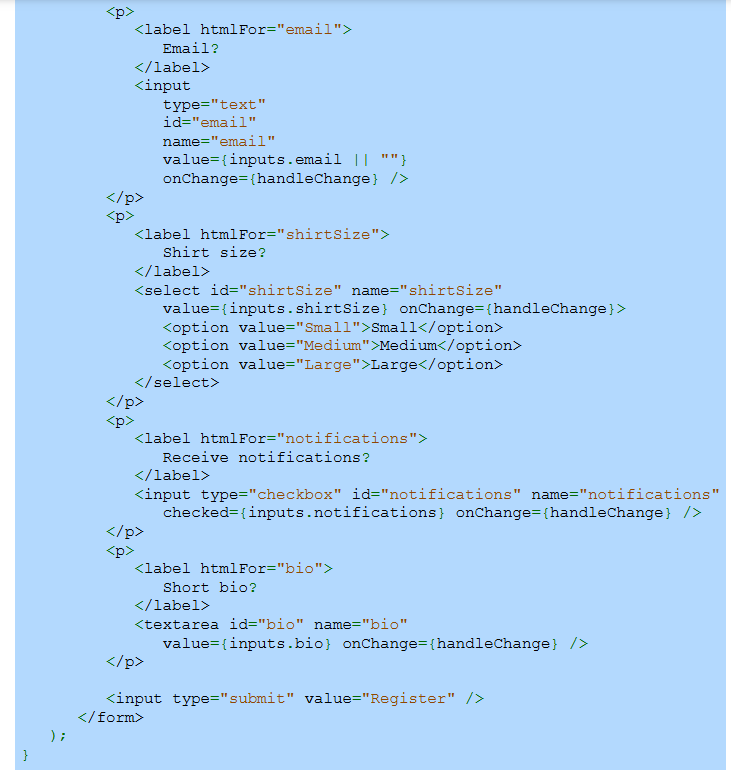 <p>
<label htmlFor="email">
Email?
</label>
<input
type="text"
id="email"
name="email"
value={inputs.email || ""}
onChange={handleChange} />
</p>
<p>
<label htmlFor="shirtSize">
Shirt size?
</label>
<select id="shirtSize" name="shirtSize"
value={inputs.shirtSize} onChange={handleChange}>
<option value="Small">Small</option>
<option value="Medium">Medium</option>
<option value="Large">Large</option>
</select>
</p>
<p>
<label htmlFor="notifications">
Receive notifications?
</label>
<input type="checkbox" id="notifications" name="notifications"
checked={inputs.notifications} onChange={handleChange} />
</p>
<p>
<label htmlFor="bio">
Short bio?
</label>
<textarea id="bio" name="bio"
value={inputs.bio} onChange={handleChange} />
</p>
<input type="submit" value="Register" />
</form>
);
}